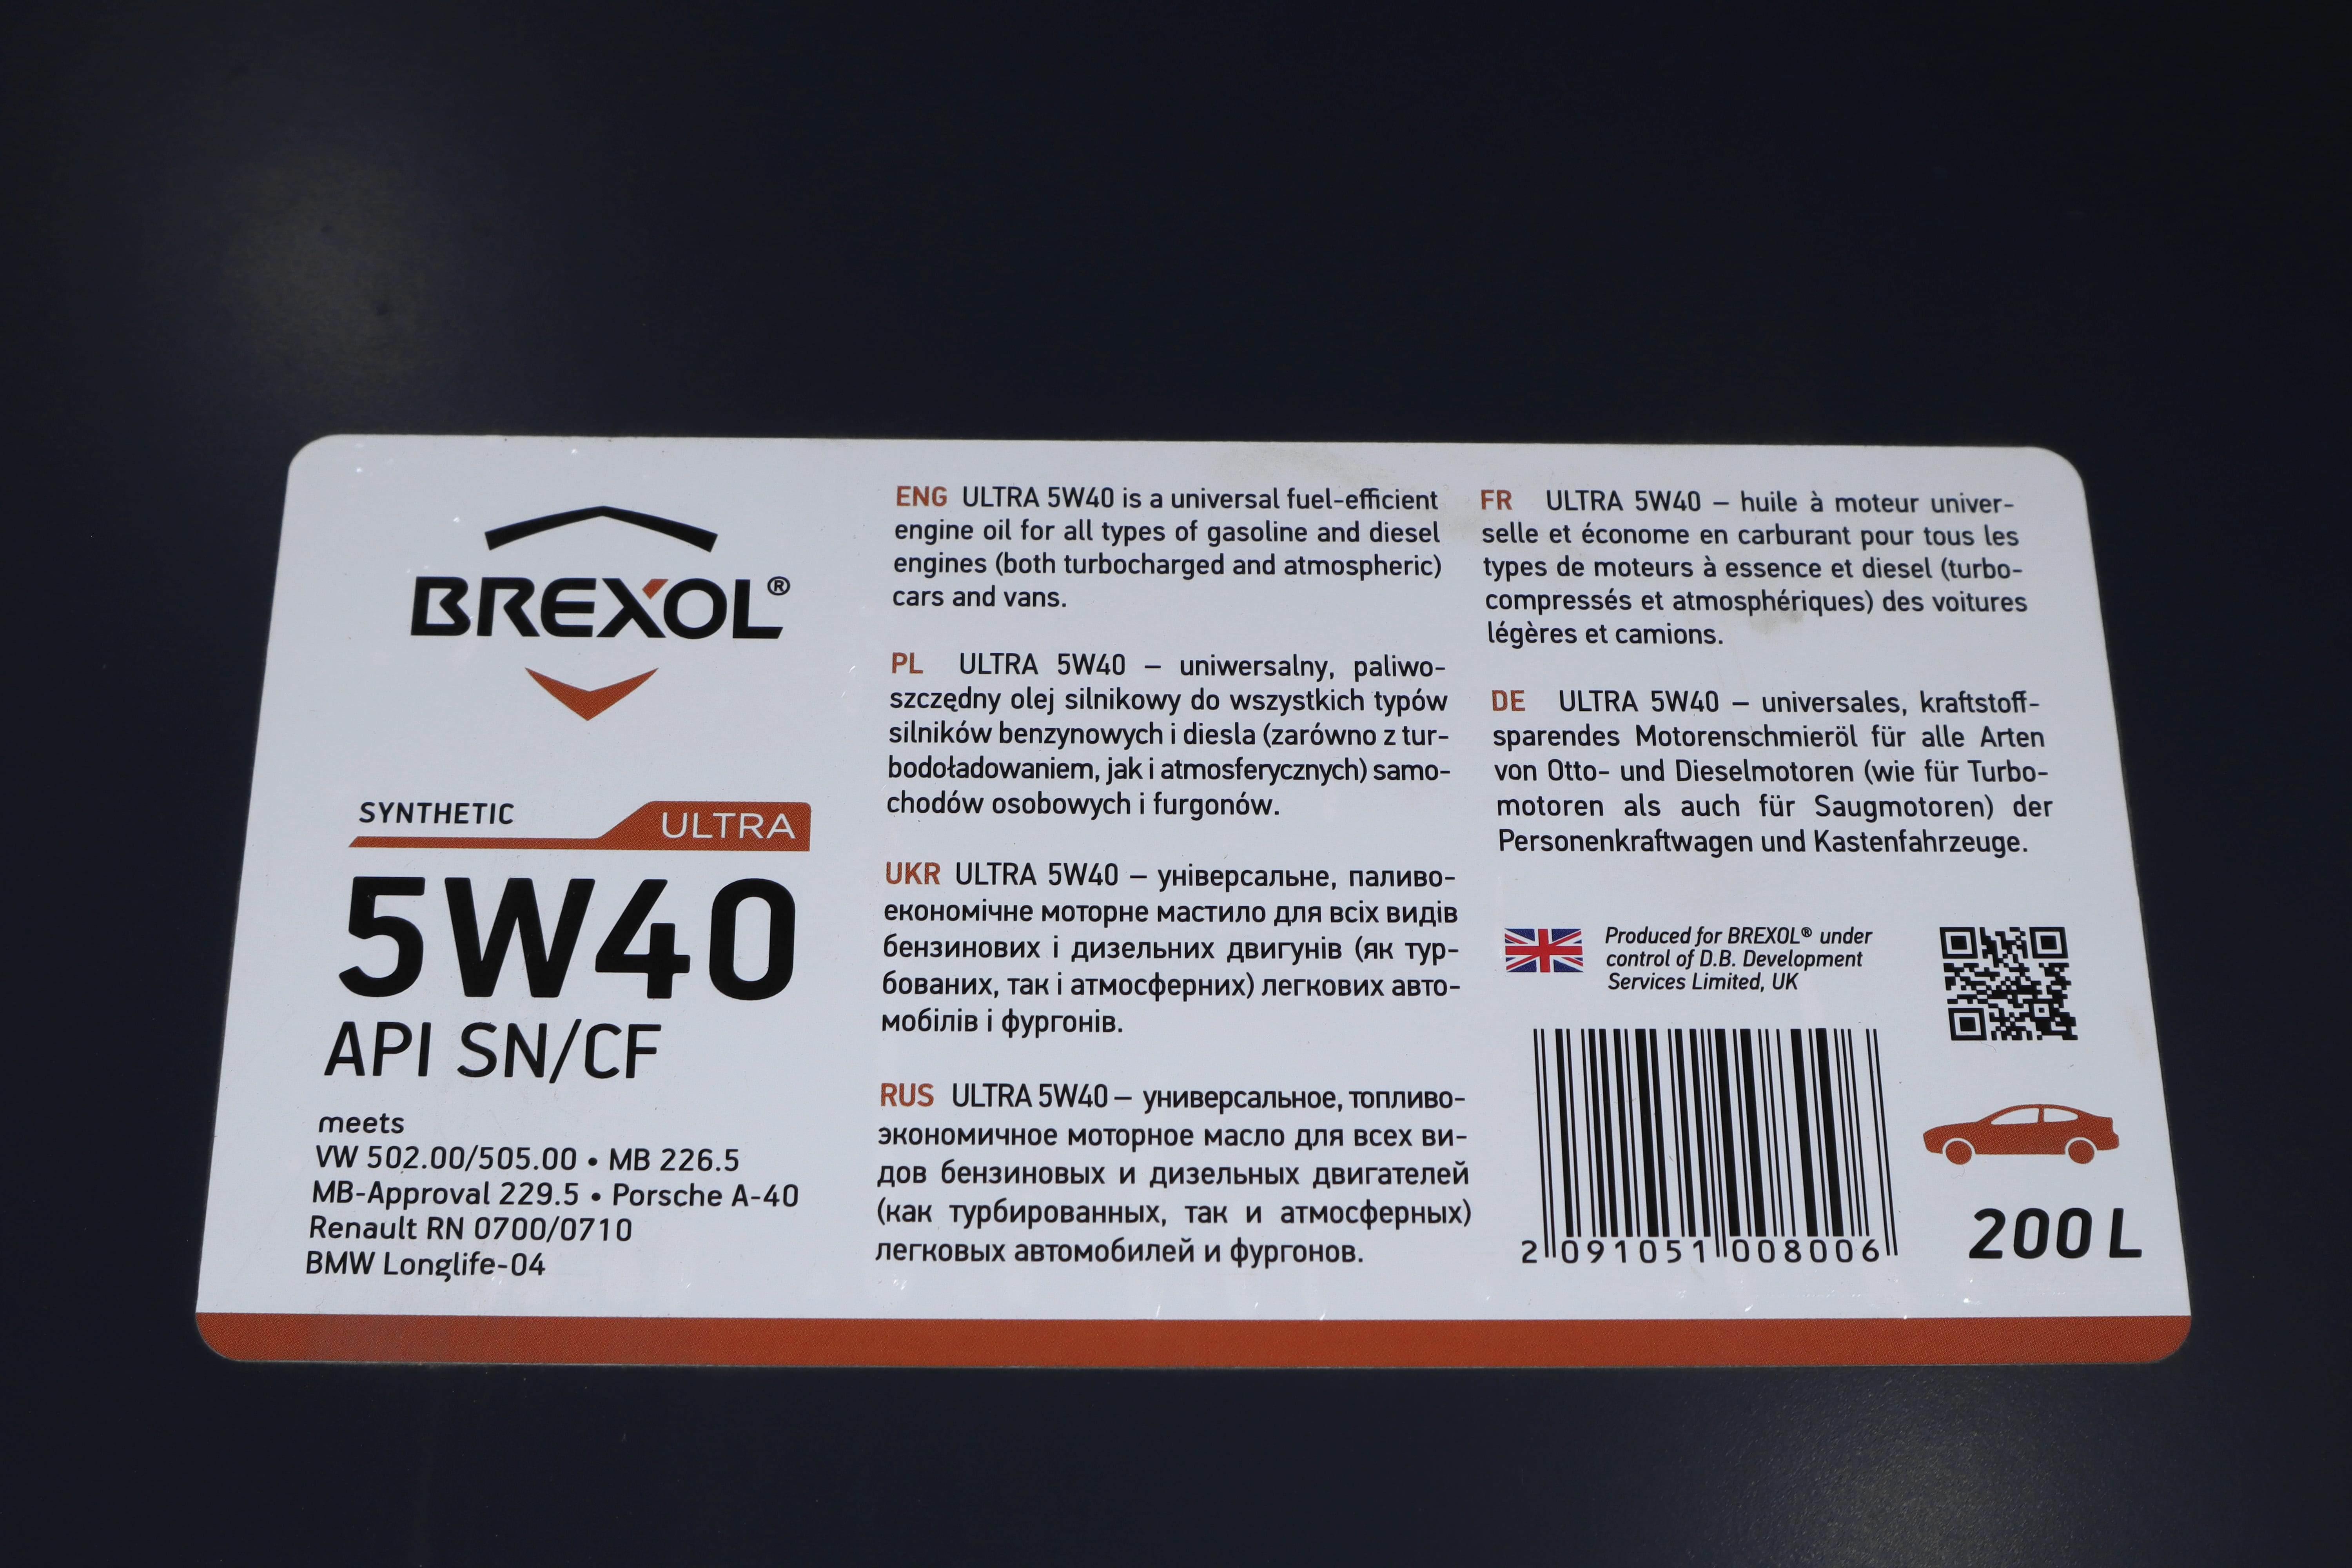 BREXOL®
SYNTHETIC
ULTRA
5W40
API SN/CF
meets
VW 502.00/505.00 • MB 226.5
MB-Approval 229.5 • Porsche A-40
Renault RN 0700/0710
BMW Longlife-04
ENG ULTRA 5W40 is a universal fuel-efficient
engine oil for all types of gasoline and diesel
engines (both turbocharged and atmospheric)
cars and vans.
PL ULTRA 5W40 – uniwersalny, paliwo-
szczędny olej silnikowy do wszystkich typów
silników benzynowych i diesla (zarówno z tur-
bodoładowaniem, jak i atmosferycznych) samo-
chodów osobowych i furgonów.
UKR ULTRA 5W40 – універсальне, паливо-
економічне моторне мастило для всіх видів
бензинових і дизельних двигунів (як тур-
бованих, так і атмосферних) легкових авто-
мобілів і фургонів.
RUS ULTRA 5W40 – универсальное, топливо-
экономичное моторное масло для всех ви-
дов бензиновых и дизельных двигателей
(как турбированных, так и атмосферных)
легковых автомобилей и фургонов.
FR ULTRA 5W40 – huile à moteur univer-
selle et économe en carburant pour tous les
types de moteurs à essence et diesel (turbo-
compressés et atmosphériques) des voitures
légères et camions.
DE ULTRA 5W40 – universales, kraftstoff-
sparendes Motorenschmieröl für alle Arten
von Otto- und Dieselmotoren (wie für Turbo-
motoren als auch für Saugmotoren) der
Personenkraftwagen und Kastenfahrzeuge.
Produced for BREXOL® under
control of D.B. Development
Services Limited, UK
2 091051 008006
200 L